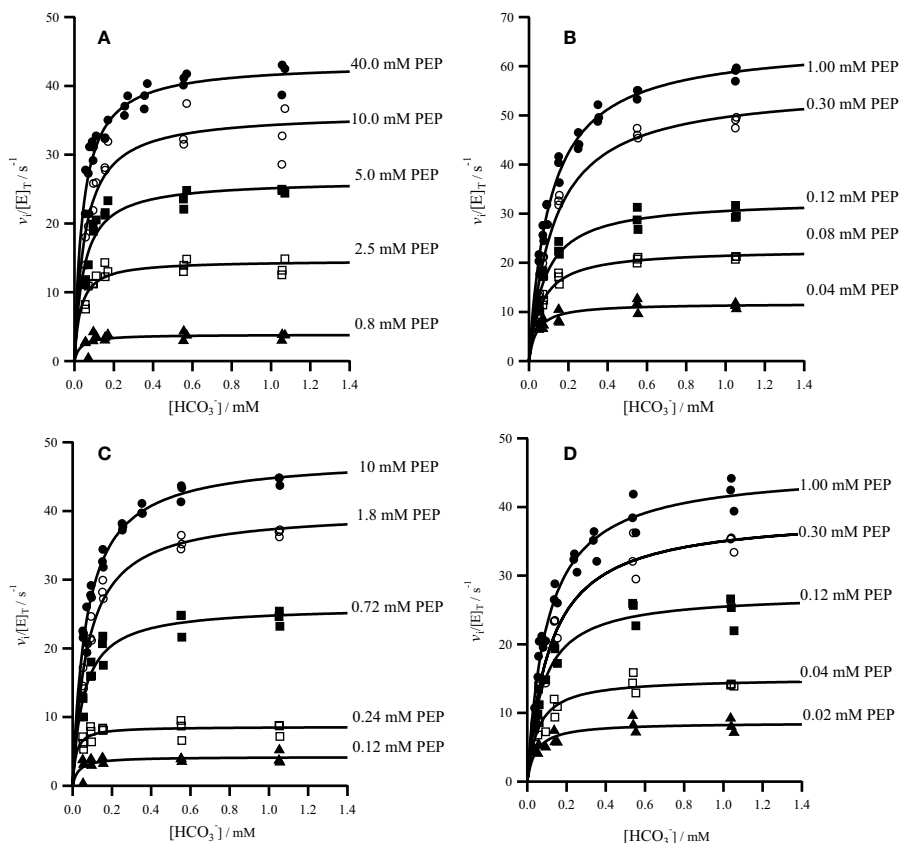 A
50
40
30
20
10
0
40.0 mM PEP
10.0 mM PEP
5.0 mM PEP
2.5 mM PEP
0.8 mM PEP
0.0 0.2 0.4 0.6 0.8 1.0 1.2 1.4
[HCO₃⁻] / mM
vᵢ/[E]T / s⁻¹
B
70
60
50
40
30
20
10
0
1.00 mM PEP
0.30 mM PEP
0.12 mM PEP
0.08 mM PEP
0.04 mM PEP
0.0 0.2 0.4 0.6 0.8 1.0 1.2 1.4
[HCO₃⁻] / mM
vᵢ/[E]T / s⁻¹
C
50
40
30
20
10
0
10 mM PEP
1.8 mM PEP
0.72 mM PEP
0.24 mM PEP
0.12 mM PEP
0.0 0.2 0.4 0.6 0.8 1.0 1.2 1.4
[HCO₃⁻] / mM
vᵢ/[E]T / s⁻¹
D
50
40
30
20
10
0
1.00 mM PEP
0.30 mM PEP
0.12 mM PEP
0.04 mM PEP
0.02 mM PEP
0.0 0.2 0.4 0.6 0.8 1.0 1.2 1.4
[HCO₃⁻] / mM
vᵢ/[E]T / s⁻¹